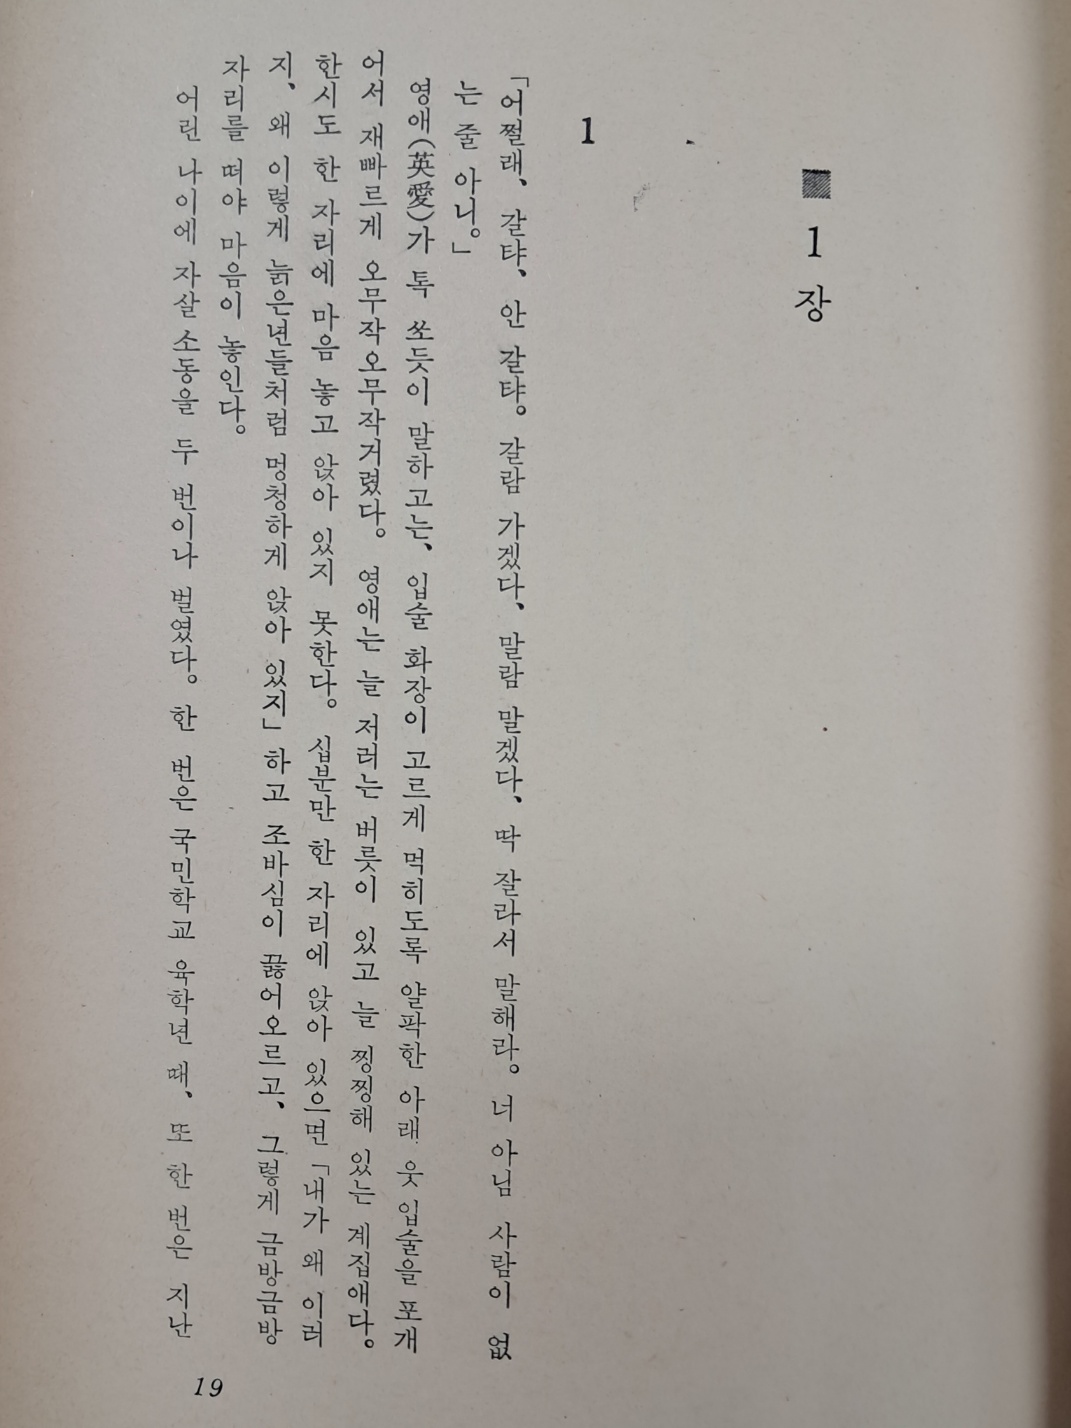 1장
1
「어쩔래、갈탸、안 갈탸。갈람 가겠다、말람 말겠다、딱 잘라서 말해라。너 아님 사람이 없
는 줄 아니。」
영애(英愛)가 톡 쏘듯이 말하고는、입술 화장이 고르게 먹히도록 얄팍한 아래 웃 입술을 포개
어서 재빠르게 오무작오무작거렸다。영애는 늘 저러는 버릇이 있고 늘 찡찡해 있는 계집애다。
한시도 한 자리에 마음 놓고 앉아 있지 못한다。십분만 한 자리에 앉아 있으면 「내가 왜 이러
지、왜 이렇게 늙은년들처럼 멍청하게 앉아 있지」하고 조바심이 끓어오르고、그렇게 금방금방
자리를 떠야 마음이 놓인다。
어린 나이에 자살 소동을 두 번이나 벌였다。한 번은 국민학교 육학년 때、또 한 번은 지난
19